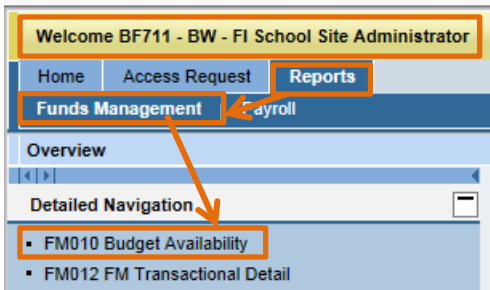 Welcome BF711 - BW - FI School Site Administrator
Home Access Request Reports
Funds Management Payroll
Overview
Detailed Navigation
FM010 Budget Availability
FM012 FM Transactional Detail